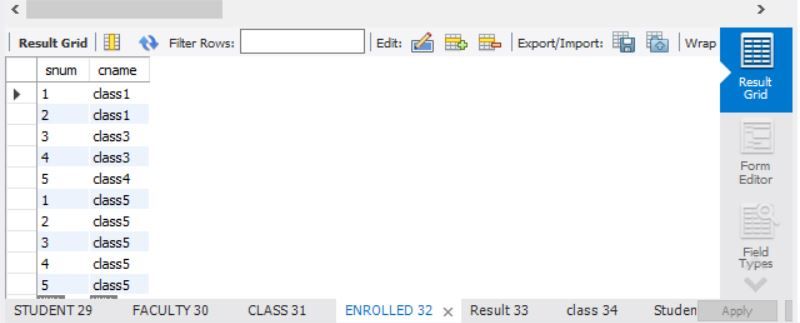 Result Grid Filter Rows: Edit: Export/Import: Wrap
Result
Grid
snum cname
1 class1
2 class1
3 class3
4 class3
5 class4
1 class5
2 class5
3 class5
4 class5
5 class5
Form
Editor
Field
Types
STUDENT 29 FACULTY 30 CLASS 31 ENROLLED 32 × Result 33 class 34 Studen Apply